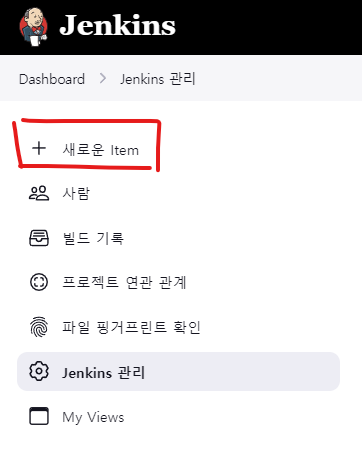 Jenkins
Dashboard > Jenkins 관리
새로운 Item
사람
빌드 기록
프로젝트 연관 관계
파일 핑거프린트 확인
Jenkins 관리
My Views